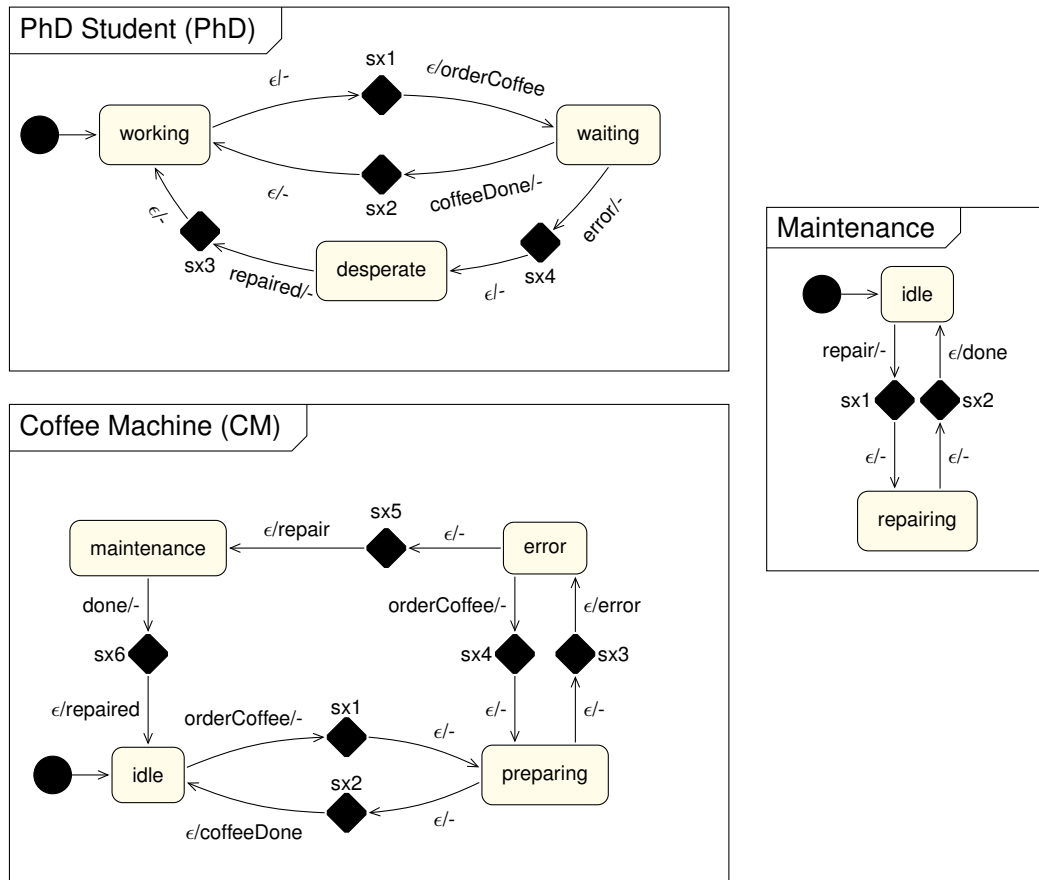 PhD Student (PhD)
sx1
ϵ/-
ϵ/orderCoffee
working
waiting
ϵ/-
sx2
coffeeDone/-
error/-
ϵ/-
sx3
repaired/-
desperate
ϵ/-
sx4
Maintenance
idle
repair/-
ϵ/done
sx1
sx2
ϵ/-
ϵ/-
repairing
Coffee Machine (CM)
sx5
maintenance
ϵ/repair
ϵ/-
error
done/-
orderCoffee/-
ϵ/error
sx6
sx4
sx3
ϵ/repaired
orderCoffee/-
sx1
ϵ/-
ϵ/-
ϵ/-
idle
sx2
preparing
ϵ/coffeeDone
ϵ/-